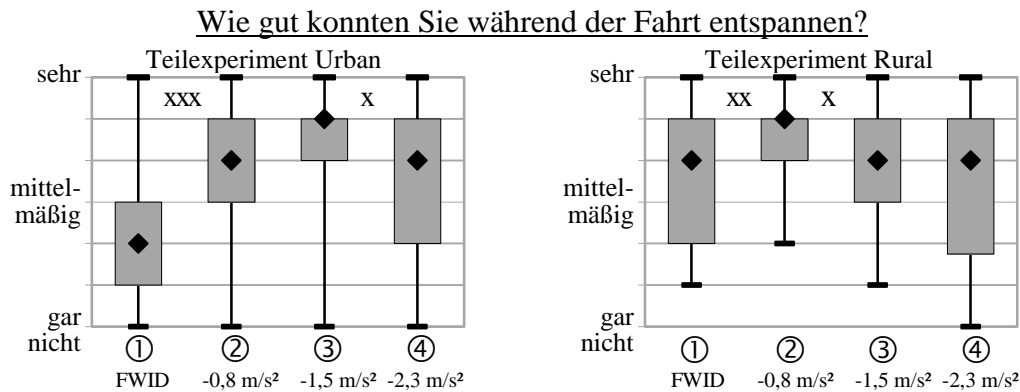 Wie gut konnten Sie während der Fahrt entspannen?
Teilexperiment Urban
sehr
xxx
x
mittel-
mäßig
gar
nicht
① ② ③ ④
FWID -0,8 m/s² -1,5 m/s² -2,3 m/s²
Teilexperiment Rural
sehr
xx
x
mittel-
mäßig
gar
nicht
① ② ③ ④
FWID -0,8 m/s² -1,5 m/s² -2,3 m/s²